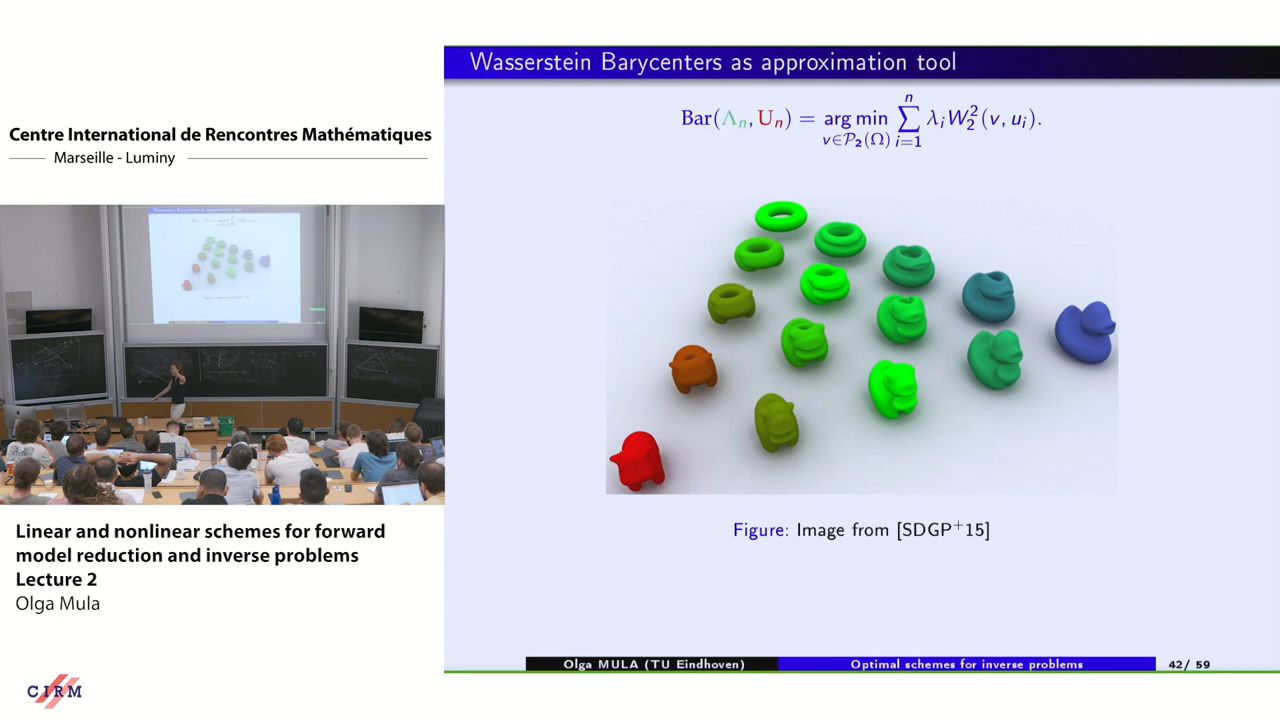 Centre International de Rencontres Mathématiques
Marseille - Luminy
Linear and nonlinear schemes for forward
model reduction and inverse problems
Lecture 2
Olga Mula
CIRM
Wasserstein Barycenters as approximation tool
Bar(Λₙ, Uₙ) = arg min_{v∈𝒫₂(Ω)} ∑_{i=1}^{n} λᵢW₂²(v, uᵢ).
Figure: Image from [SDGP⁺15]
Olga MULA (TU Eindhoven)
Optimal schemes for inverse problems
42/ 59